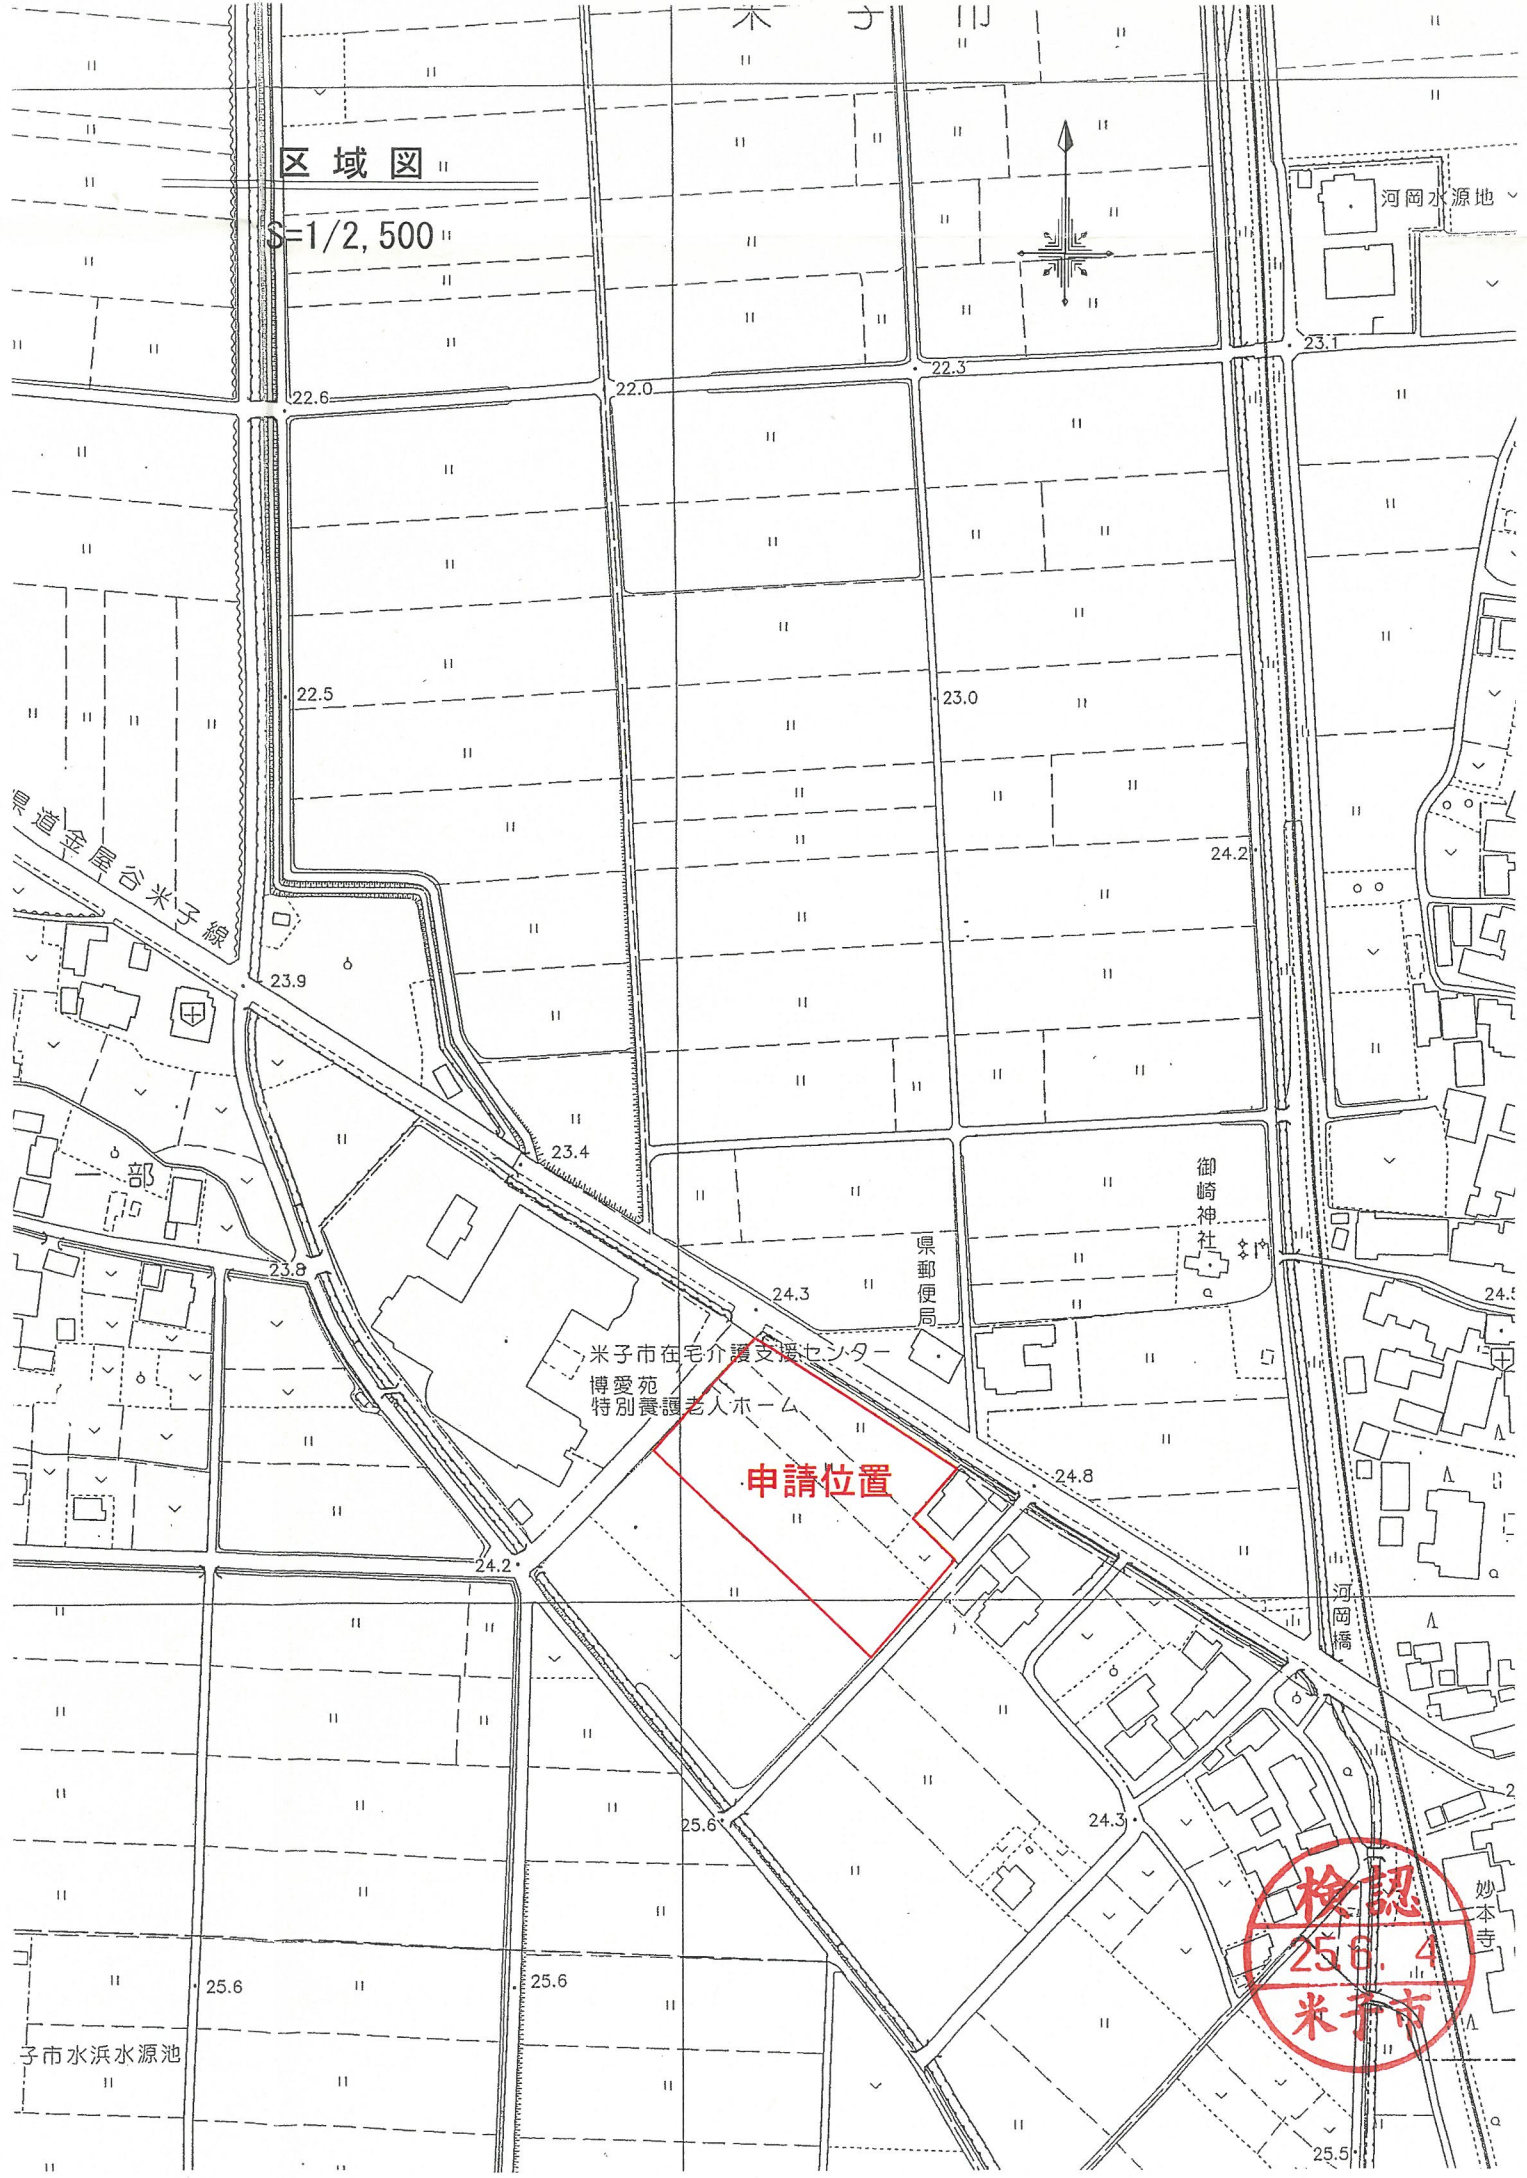 米子市
区域図
S=1/2,500
河岡水源地
23.1
22.3
22.0
22.6
22.5
23.0
24.2
県道金屋谷米子線
23.9
23.4
一部
御崎神社
県郵便局
23.8
24.3
24.5
米子市在宅介護支援センター
博愛苑
特別養護老人ホーム
申請位置
24.8
24.2
河岡橋
25.6
24.3
検認
25.6.4
米子市
妙本寺
25.6
25.6
子市水浜水源池
25.5